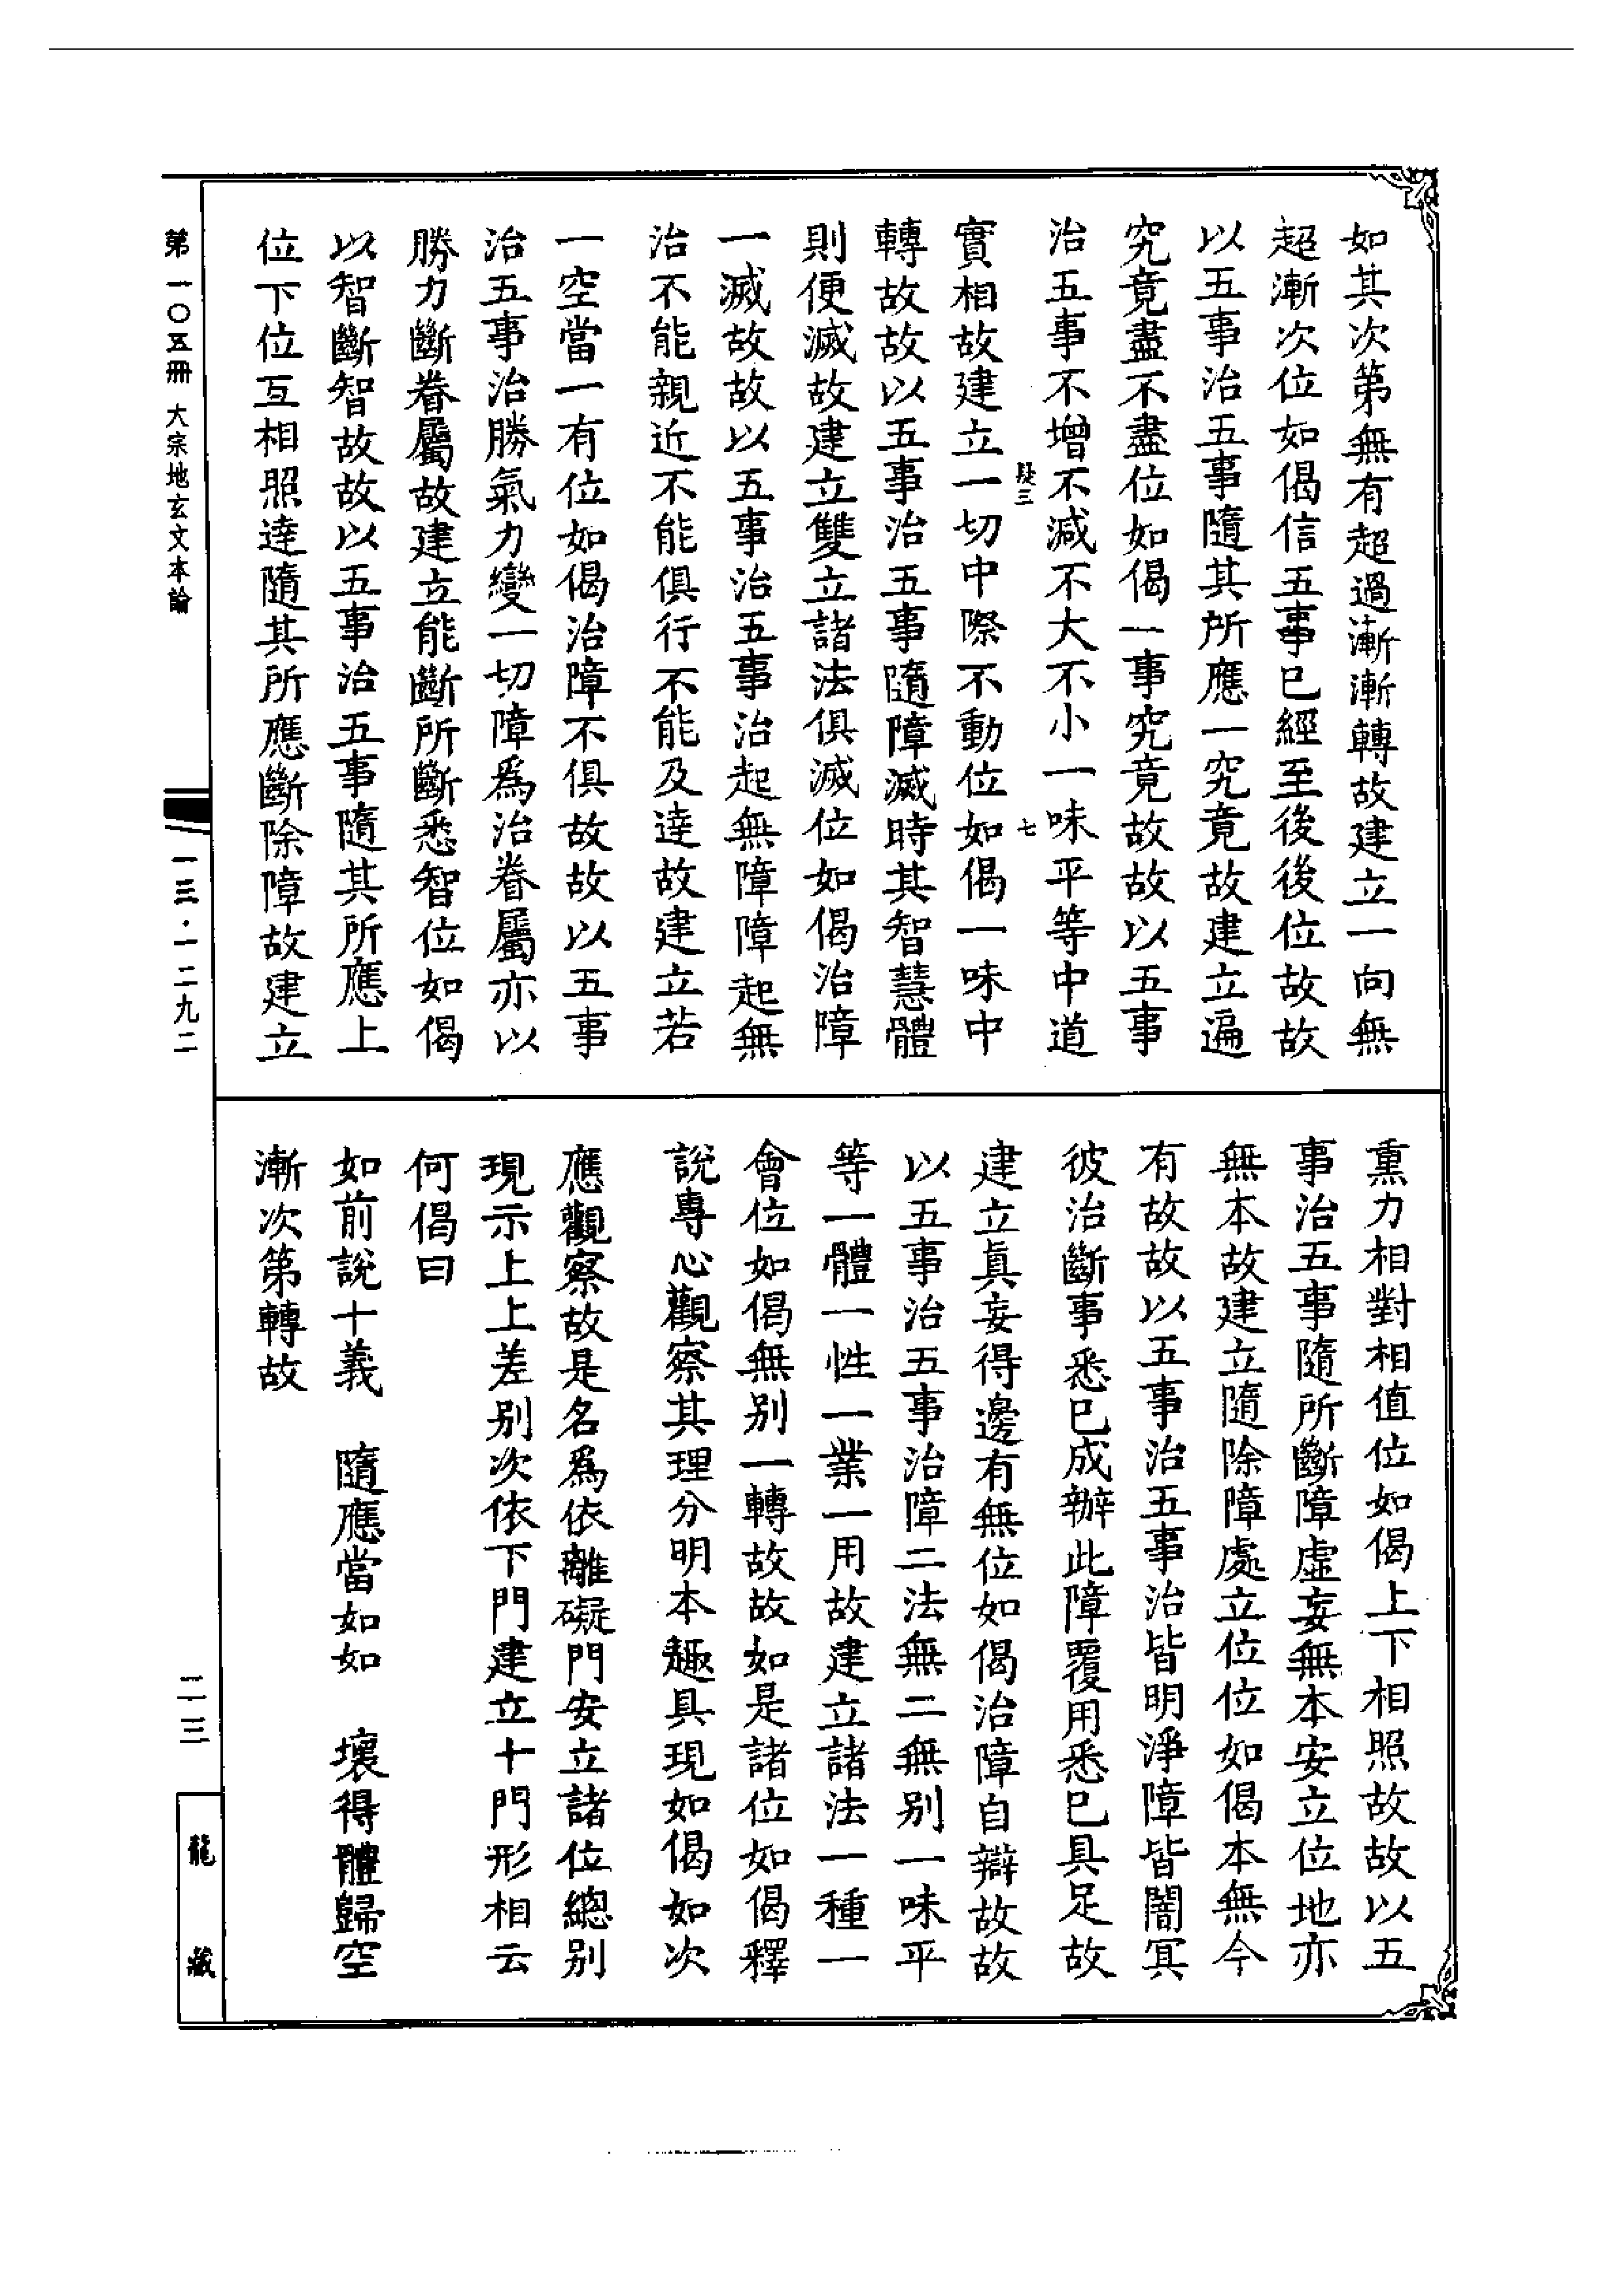 如其次第無有超過漸漸轉故建立一向無
超漸次位如偈信五事已經至後後位故故
以五事治五事隨其所應一究竟故建立遍
究竟盡不盡位如偈一事究竟故故以五事
治五事不增不減不大不小一味平等中道
疑三 七
實相故建立一切中際不動位如偈一味中
轉故故以五事治五事隨障滅時其智慧體
則便滅故建立雙立諸法俱滅位如偈治障
一滅故故以五事治五事治起無障障起無
治不能親近不能俱行不能及達故建立若
一空當一有位如偈治障不俱故故以五事
治五事治勝氣力變一切障爲治眷屬亦以
勝力斷眷屬故建立能斷所斷悉智位如偈
以智斷智故故以五事治五事隨其所應上
位下位互相照達隨其所應斷除障故建立
熏力相對相值位如偈上下相照故故以五
事治五事隨所斷障虛妄無本安立位地亦
無本故建立隨除障處立位位如偈本無今
有故故以五事治五事治皆明淨障皆闇冥
彼治斷事悉已成辦此障覆用悉已具足故
建立眞妄得邊有無位如偈治障自辯故故
以五事治五事治障二法無二無別一味平
等一體一性一業一用故建立諸法一種一
會位如偈無別一轉故故如是諸位如偈釋
說專心觀察其理分明本趣具現如偈如次
應觀察故是名爲依離礙門安立諸位總別
現示上上差別次依下門建立十門形相云
何偈曰
如前說十義 隨應當如如 壞得體歸空
漸次第轉故
第一〇五冊 大宗地玄文本論
一三·一二九二
二三
龍藏